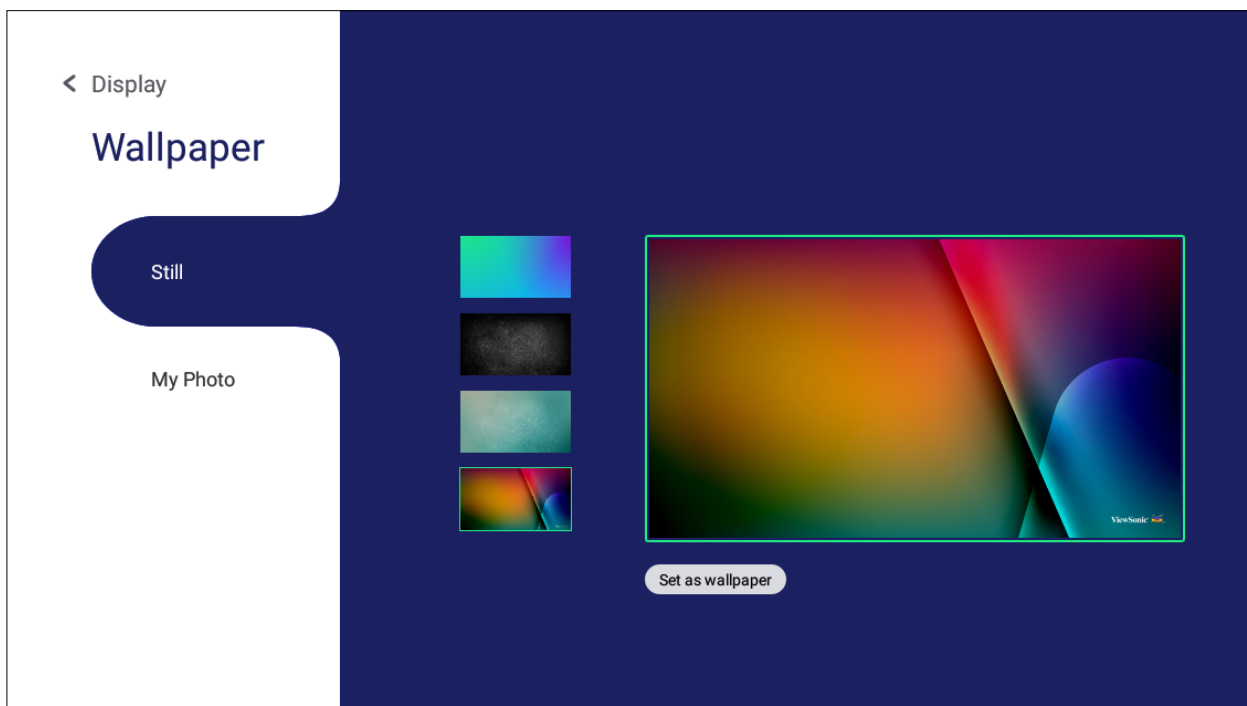 Display
Wallpaper
Still
My Photo
ViewSonic
Set as wallpaper